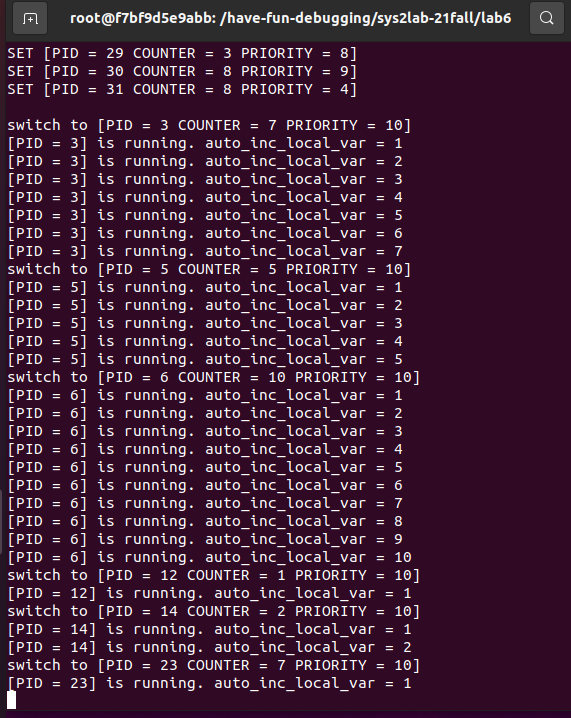 root@f7bf9d5e9abb: /have-fun-debugging/sys2lab-21fall/lab6
SET [PID = 29 COUNTER = 3 PRIORITY = 8]
SET [PID = 30 COUNTER = 8 PRIORITY = 9]
SET [PID = 31 COUNTER = 8 PRIORITY = 4]
switch to [PID = 3 COUNTER = 7 PRIORITY = 10]
[PID = 3] is running. auto_inc_local_var = 1
[PID = 3] is running. auto_inc_local_var = 2
[PID = 3] is running. auto_inc_local_var = 3
[PID = 3] is running. auto_inc_local_var = 4
[PID = 3] is running. auto_inc_local_var = 5
[PID = 3] is running. auto_inc_local_var = 6
[PID = 3] is running. auto_inc_local_var = 7
switch to [PID = 5 COUNTER = 5 PRIORITY = 10]
[PID = 5] is running. auto_inc_local_var = 1
[PID = 5] is running. auto_inc_local_var = 2
[PID = 5] is running. auto_inc_local_var = 3
[PID = 5] is running. auto_inc_local_var = 4
[PID = 5] is running. auto_inc_local_var = 5
switch to [PID = 6 COUNTER = 10 PRIORITY = 10]
[PID = 6] is running. auto_inc_local_var = 1
[PID = 6] is running. auto_inc_local_var = 2
[PID = 6] is running. auto_inc_local_var = 3
[PID = 6] is running. auto_inc_local_var = 4
[PID = 6] is running. auto_inc_local_var = 5
[PID = 6] is running. auto_inc_local_var = 6
[PID = 6] is running. auto_inc_local_var = 7
[PID = 6] is running. auto_inc_local_var = 8
[PID = 6] is running. auto_inc_local_var = 9
[PID = 6] is running. auto_inc_local_var = 10
switch to [PID = 12 COUNTER = 1 PRIORITY = 10]
[PID = 12] is running. auto_inc_local_var = 1
switch to [PID = 14 COUNTER = 2 PRIORITY = 10]
[PID = 14] is running. auto_inc_local_var = 1
[PID = 14] is running. auto_inc_local_var = 2
switch to [PID = 23 COUNTER = 7 PRIORITY = 10]
[PID = 23] is running. auto_inc_local_var = 1